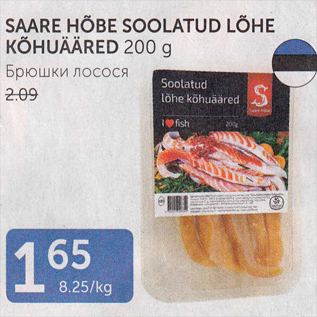 SAARE HÕBE SOOLATUD LÕHE
KÕHUÄÄRED 200 g
Брюшки лосося
2.09
Soolatud
lõhe kõhuääred
I ❤ fish
200g
1 65
8.25/kg